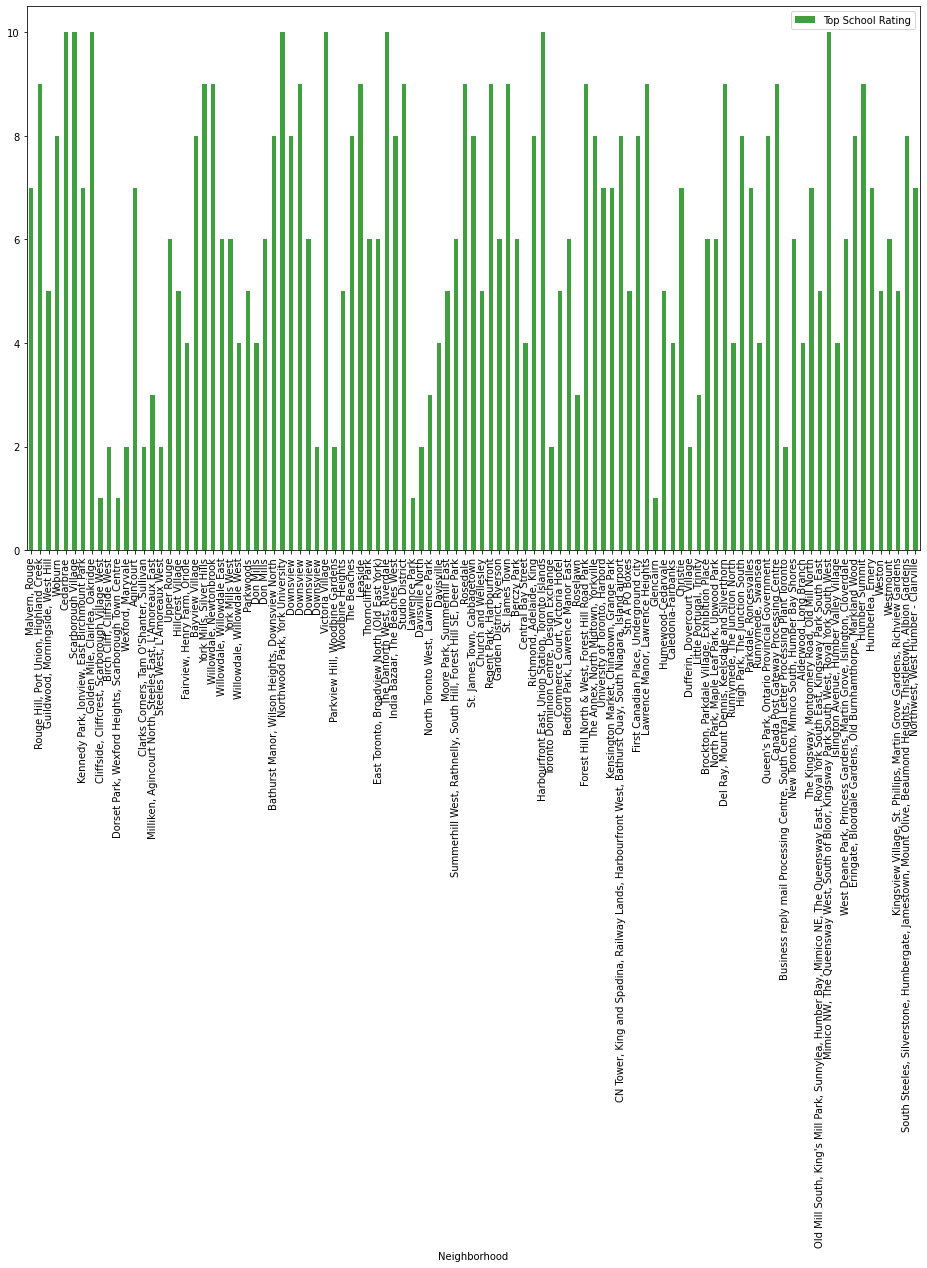 Top School Rating
10
8
6
4
2
0
Malvern, Rouge
Rouge Hill, Port Union, Highland Creek
Guildwood, Morningside, West Hill
Woburn
Cedarbrae
Scarborough Village
Kennedy Park, Ionview, East Birchmount Park
Golden Mile, Clairlea, Oakridge
Cliffside, Cliffcrest, Scarborough Village West
Birch Cliff, Cliffside West
Dorset Park, Wexford Heights, Scarborough Town Centre
Wexford, Maryvale
Agincourt
Clarks Corners, Tam O'Shanter, Sullivan
Milliken, Agincourt North, Steeles East, L'Amoreaux East
Steeles West, L'Amoreaux West
Upper Rouge
Hillcrest Village
Fairview, Henry Farm, Oriole
Bayview Village
York Mills, Silver Hills
Willowdale, Newtonbrook
Willowdale, Willowdale East
York Mills West
Willowdale, Willowdale West
Parkwoods
Don Mills
Don Mills
Bathurst Manor, Wilson Heights, Downsview North
Northwood Park, York University
Downsview
Downsview
Downsview
Downsview
Victoria Village
Parkview Hill, Woodbine Gardens
Woodbine Heights
The Beaches
Leaside
Thorncliffe Park
East Toronto, Broadview North (Old East York)
The Danforth West, Riverdale
India Bazaar, The Beaches West
Studio District
Lawrence Park
Davisville North
North Toronto West, Lawrence Park
Davisville
Moore Park, Summerhill East
Summerhill West, Rathnelly, South Hill, Forest Hill SE, Deer Park
Rosedale
St. James Town, Cabbagetown
Church and Wellesley
Regent Park, Harbourfront
Garden District, Ryerson
St. James Town
Berczy Park
Central Bay Street
Richmond, Adelaide, King
Harbourfront East, Union Station, Toronto Islands
Toronto Dominion Centre, Design Exchange
Commerce Court, Victoria Hotel
Bedford Park, Lawrence Manor East
Roselawn
Forest Hill North & West, Forest Hill Road Park
The Annex, North Midtown, Yorkville
University of Toronto, Harbord
Kensington Market, Chinatown, Grange Park
CN Tower, King and Spadina, Railway Lands, Harbourfront West, Bathurst Quay, South Niagara, Island airport
Stn A PO Boxes
First Canadian Place, Underground city
Lawrence Manor, Lawrence Heights
Glencairn
Humewood-Cedarvale
Caledonia-Fairbanks
Christie
Dufferin, Dovercourt Village
Little Portugal, Trinity
Brockton, Parkdale Village, Exhibition Place
North Park, Maple Leaf Park, Upwood Park
Del Ray, Mount Dennis, Keelsdale and Silverthorn
Runnymede, The Junction North
High Park, The Junction South
Parkdale, Roncesvalles
Runnymede, Swansea
Queen's Park, Ontario Provincial Government
Canada Post Gateway Processing Centre
Business reply mail Processing Centre, South Central Letter Processing Plant Toronto
New Toronto, Mimico South, Humber Bay Shores
Alderwood, Long Branch
The Kingsway, Montgomery Road, Old Mill North
Old Mill South, King's Mill Park, Sunnylea, Humber Bay, Mimico NE, The Queensway East, Royal York South East, Kingsway Park South East
Mimico NW, The Queensway West, South of Bloor, Kingsway Park South West, Royal York South West
Islington Avenue, Humber Valley Village
West Deane Park, Princess Gardens, Martin Grove, Islington, Cloverdale
Eringate, Bloordale Gardens, Old Burnhamthorpe, Markland Wood
Humber Summit
Humberlea, Emery
Weston
Westmount
Kingsview Village, St. Phillips, Martin Grove Gardens, Richview Gardens
South Steeles, Silverstone, Humbergate, Jamestown, Mount Olive, Beaumond Heights, Thistletown, Albion Gardens
Northwest, West Humber - Clairville
Neighborhood